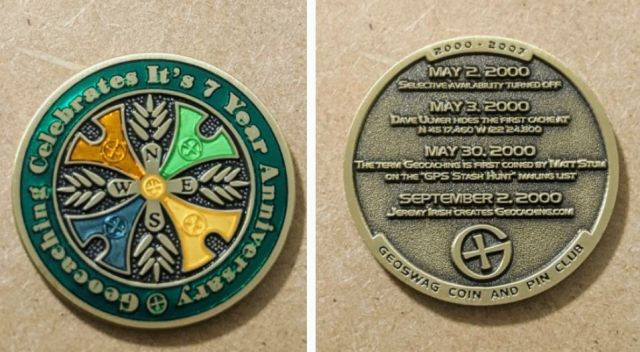 Geocaching Celebrates It's 7 Year Anniversary
N
W E
S
2000 - 2007
MAY 2, 2000
SELECTIVE AVAILABILITY TURNED OFF
MAY 3, 2000
DAVE ULMER HIDES THE FIRST CACHE AT
N 45 17.460 W 122 24.800
MAY 30, 2000
THE TERM GEOCACHING IS FIRST COINED BY MATT STUM
ON THE "GPS STASH HUNT" MAILING LIST
SEPTEMBER 2, 2000
JEREMY IRISH CREATES GEOCACHING.COM
GEOSWAG COIN AND PIN CLUB